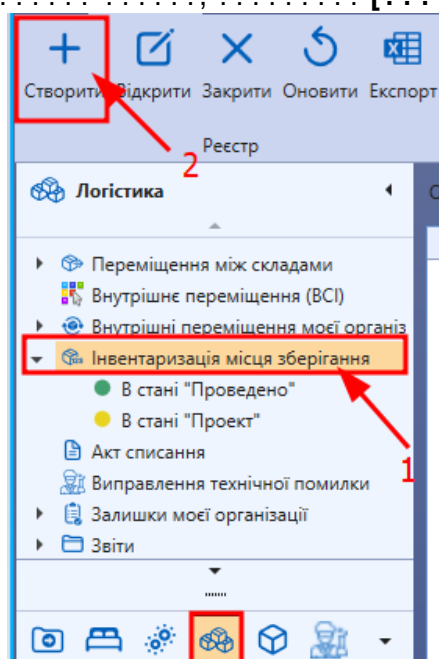 Створити Відкрити Закрити Оновити Експорт
Реєстр
2
Логістика
Переміщення між складами
Внутрішнє переміщення (ВСІ)
Внутрішні переміщення моєї організ
Інвентаризація місця зберігання
В стані "Проведено"
В стані "Проект"
Акт списання
1
Виправлення технічної помилки
Залишки моєї організації
Звіти